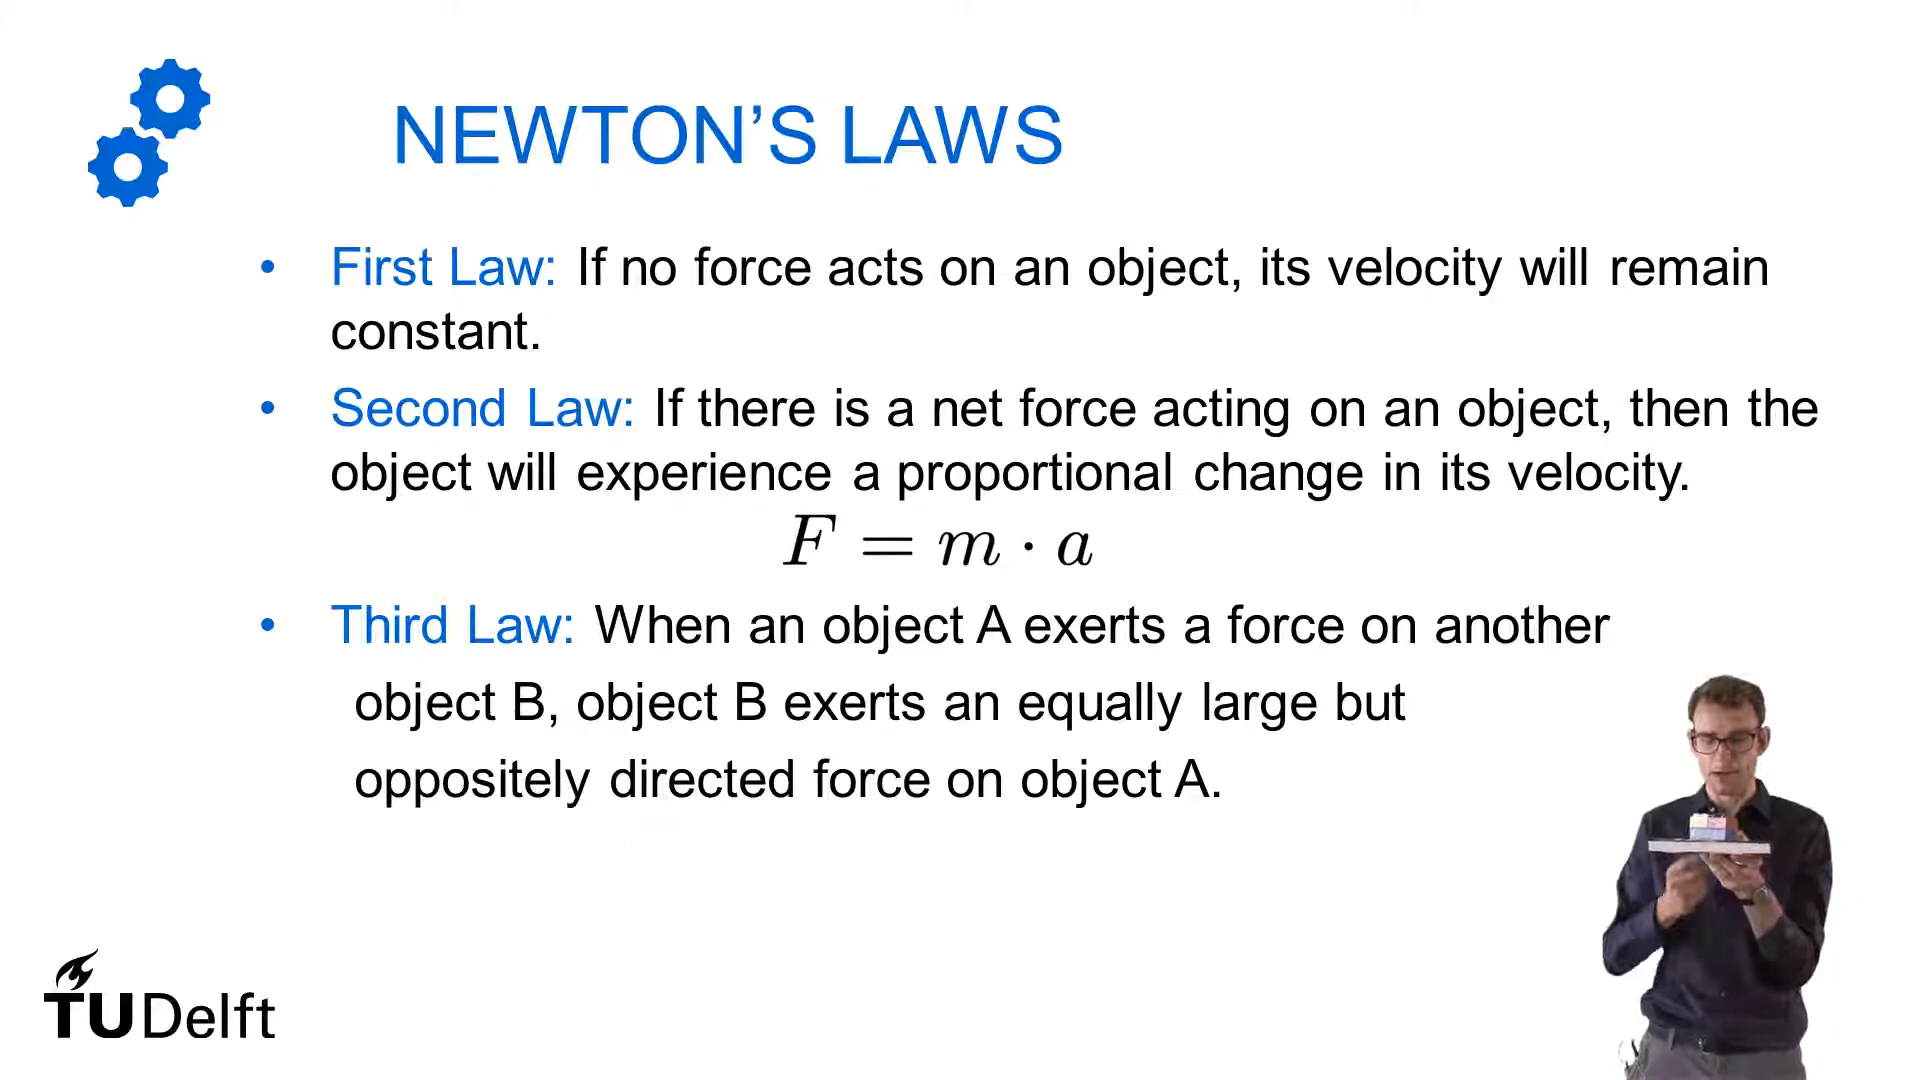 NEWTON’S LAWS
• First Law: If no force acts on an object, its velocity will remain
constant.
• Second Law: If there is a net force acting on an object, then the
object will experience a proportional change in its velocity.
F = m · a
• Third Law: When an object A exerts a force on another
object B, object B exerts an equally large but
oppositely directed force on object A.
TU Delft